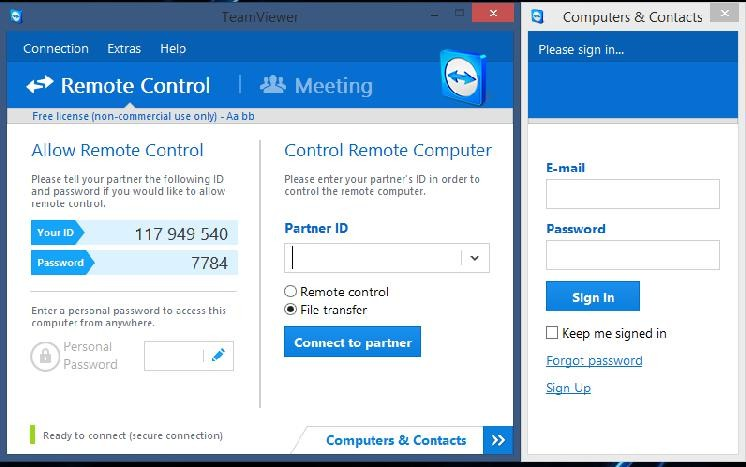 TeamViewer
Connection Extras Help
Remote Control
Meeting
Free license (non-commercial use only) - Aa bb
Allow Remote Control
Please tell your partner the following ID
and password if you would like to allow
remote control.
Your ID 117 949 540
Password 7784
Enter a personal password to access this
computer from anywhere.
Personal
Password
Control Remote Computer
Please enter your partner's ID in order to
control the remote computer.
Partner ID
Remote control
File transfer
Connect to partner
Ready to connect (secure connection)
Computers & Contacts
Computers & Contacts
Please sign in...
E-mail
Password
Sign In
Keep me signed in
Forgot password
Sign Up